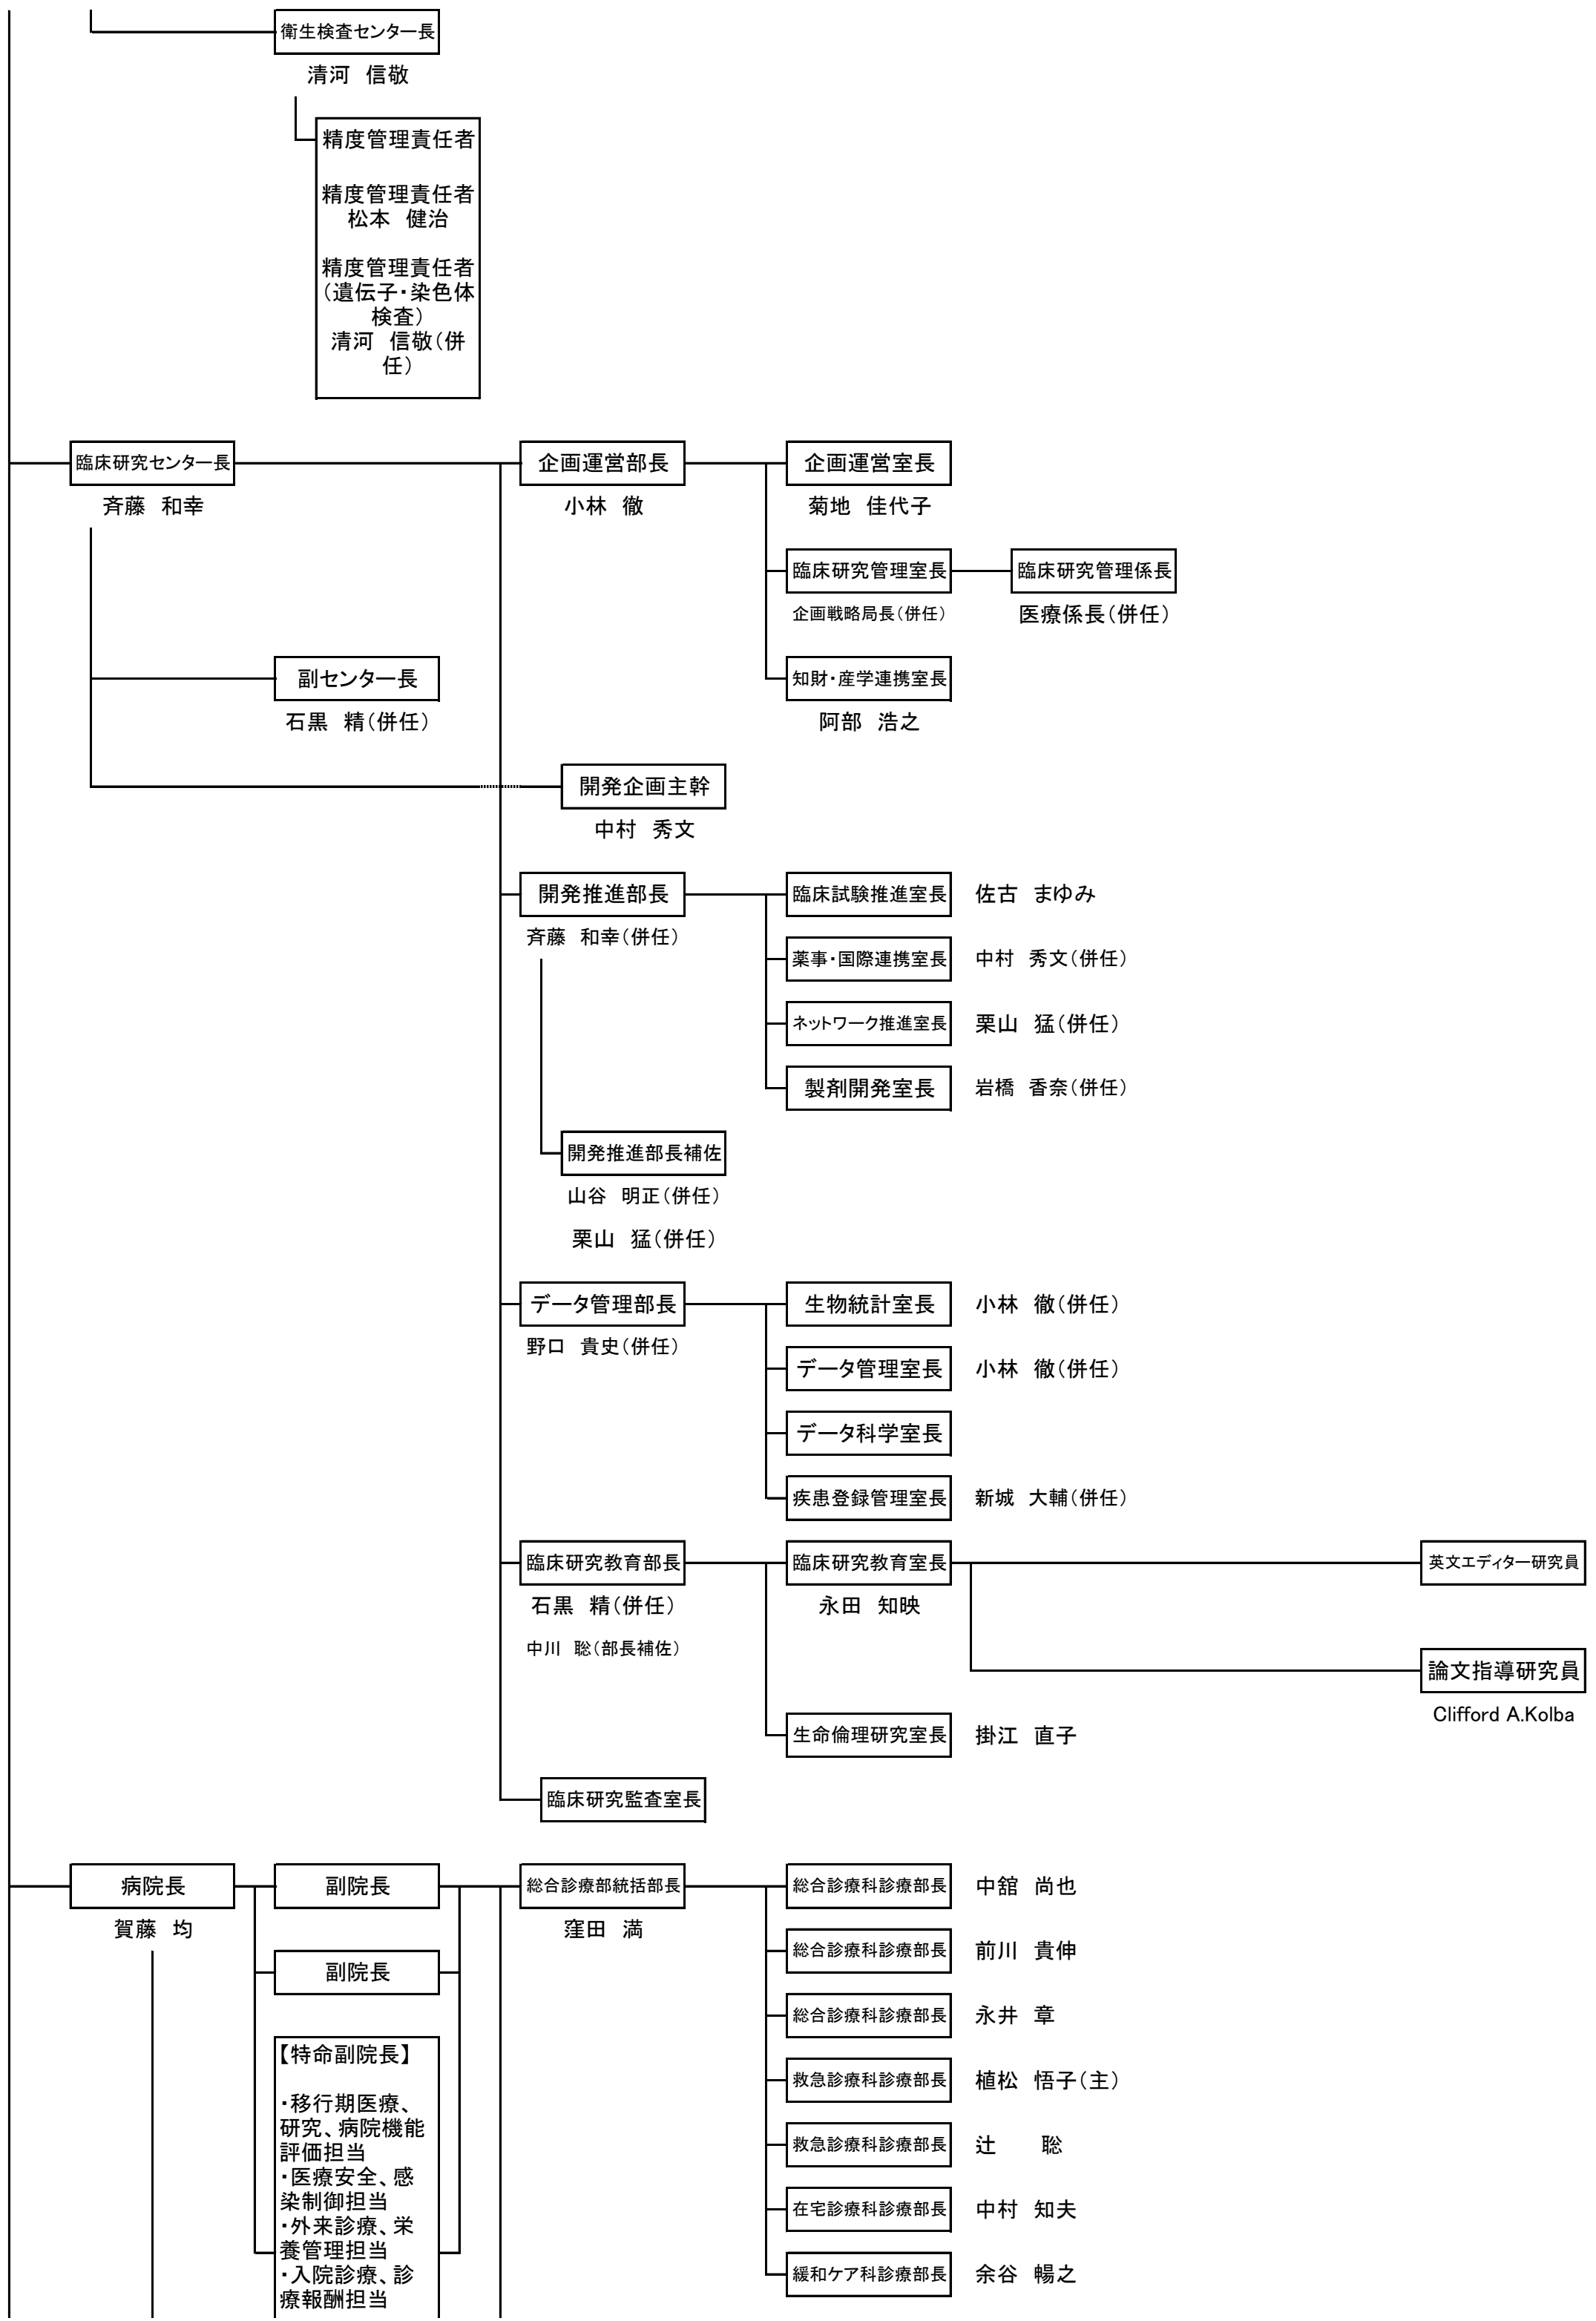 衛生検査センター長
清河　信敬
精度管理責任者
精度管理責任者
松本　健治
精度管理責任者
（遺伝子・染色体
検査）
清河　信敬（併
任）
臨床研究センター長
斉藤　和幸
企画運営部長
小林　徹
企画運営室長
菊地　佳代子
臨床研究管理室長
企画戦略局長（併任）
臨床研究管理係長
医療係長（併任）
副センター長
石黒　精（併任）
知財・産学連携室長
阿部　浩之
開発企画主幹
中村　秀文
開発推進部長
斉藤　和幸（併任）
臨床試験推進室長　佐古　まゆみ
薬事・国際連携室長　中村　秀文（併任）
ネットワーク推進室長　栗山　猛（併任）
製剤開発室長　岩橋　香奈（併任）
開発推進部長補佐
山谷　明正（併任）
栗山　猛（併任）
データ管理部長
野口　貴史（併任）
生物統計室長　小林　徹（併任）
データ管理室長　小林　徹（併任）
データ科学室長
疾患登録管理室長　新城　大輔（併任）
臨床研究教育部長
石黒　精（併任）
中川　聡（部長補佐）
臨床研究教育室長
永田　知映
英文エディター研究員
論文指導研究員
Clifford A.Kolba
生命倫理研究室長　掛江　直子
臨床研究監査室長
病院長
賀藤　均
副院長
副院長
【特命副院長】
・移行期医療、
研究、病院機能
評価担当
・医療安全、感
染制御担当
・外来診療、栄
養管理担当
・入院診療、診
療報酬担当
総合診療部統括部長
窪田　満
総合診療科診療部長　中舘　尚也
総合診療科診療部長　前川　貴伸
総合診療科診療部長　永井　章
救急診療科診療部長　植松　悟子（主）
救急診療科診療部長　辻　　聡
在宅診療科診療部長　中村　知夫
緩和ケア科診療部長　余谷　暢之